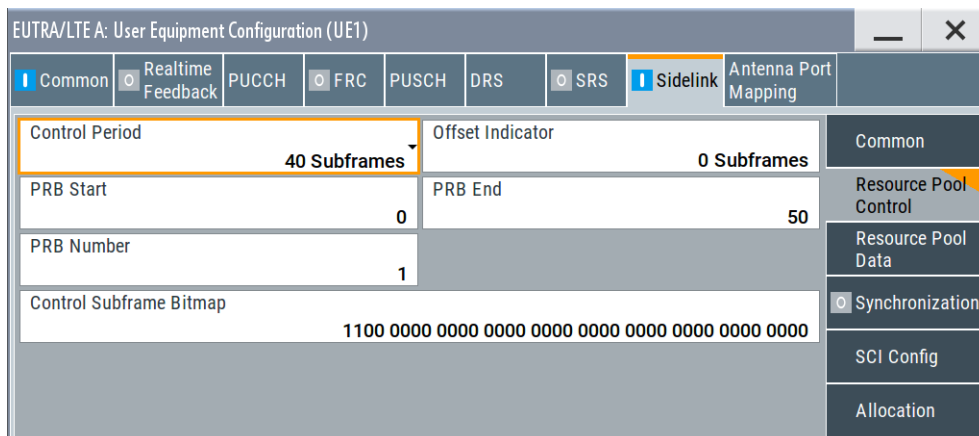 EUTRA/LTE A: User Equipment Configuration (UE1)
Common
Realtime
Feedback
PUCCH
FRC
PUSCH
DRS
SRS
Sidelink
Antenna Port
Mapping
Control Period
40 Subframes
Offset Indicator
0 Subframes
PRB Start
0
PRB End
50
PRB Number
1
Control Subframe Bitmap
1100 0000 0000 0000 0000 0000 0000 0000 0000 0000
Common
Resource Pool
Control
Resource Pool
Data
Synchronization
SCI Config
Allocation